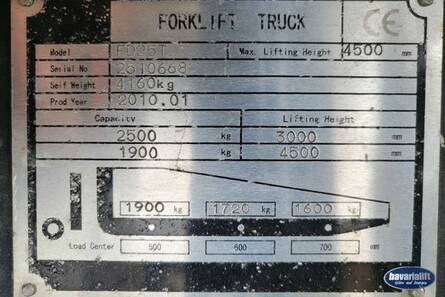 FORKLIFT TRUCK
CE
Model FD25T Max. Lifting Height 4500 mm
Serial No 2510668
Self Weight 4160kg
Prod Year 2010.01
Capacity Lifting Height
2500 kg 3000 mm
1900 kg 4500
1900 kg 1720 kg 1600 kg
Load Center 500 600 700 mm
bavarialift